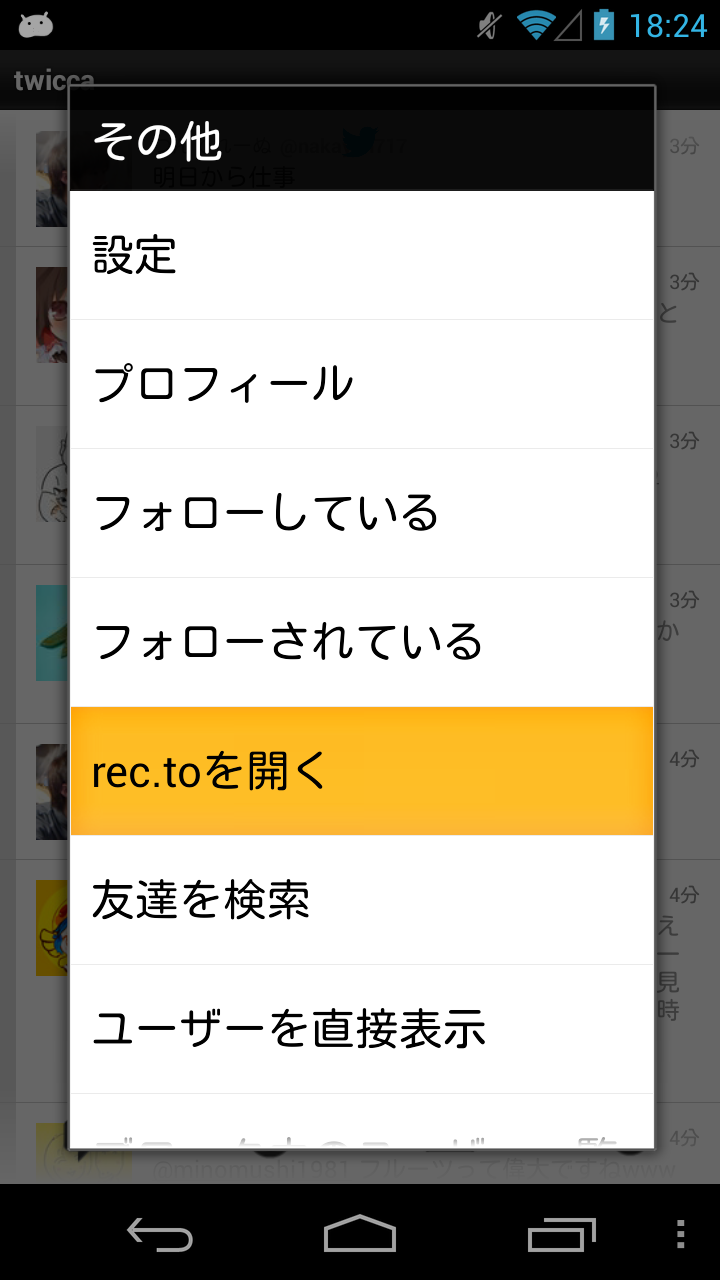 18:24
twicca
その他
3分
明日から仕事
設定
3分
と
プロフィール
3分
フォローしている
3分
か
フォローされている
rec.toを開く
4分
友達を検索
4分
え
ー
見
時
ユーザーを直接表示
4分
@minomushi1981 フルーツって偉大ですねwww